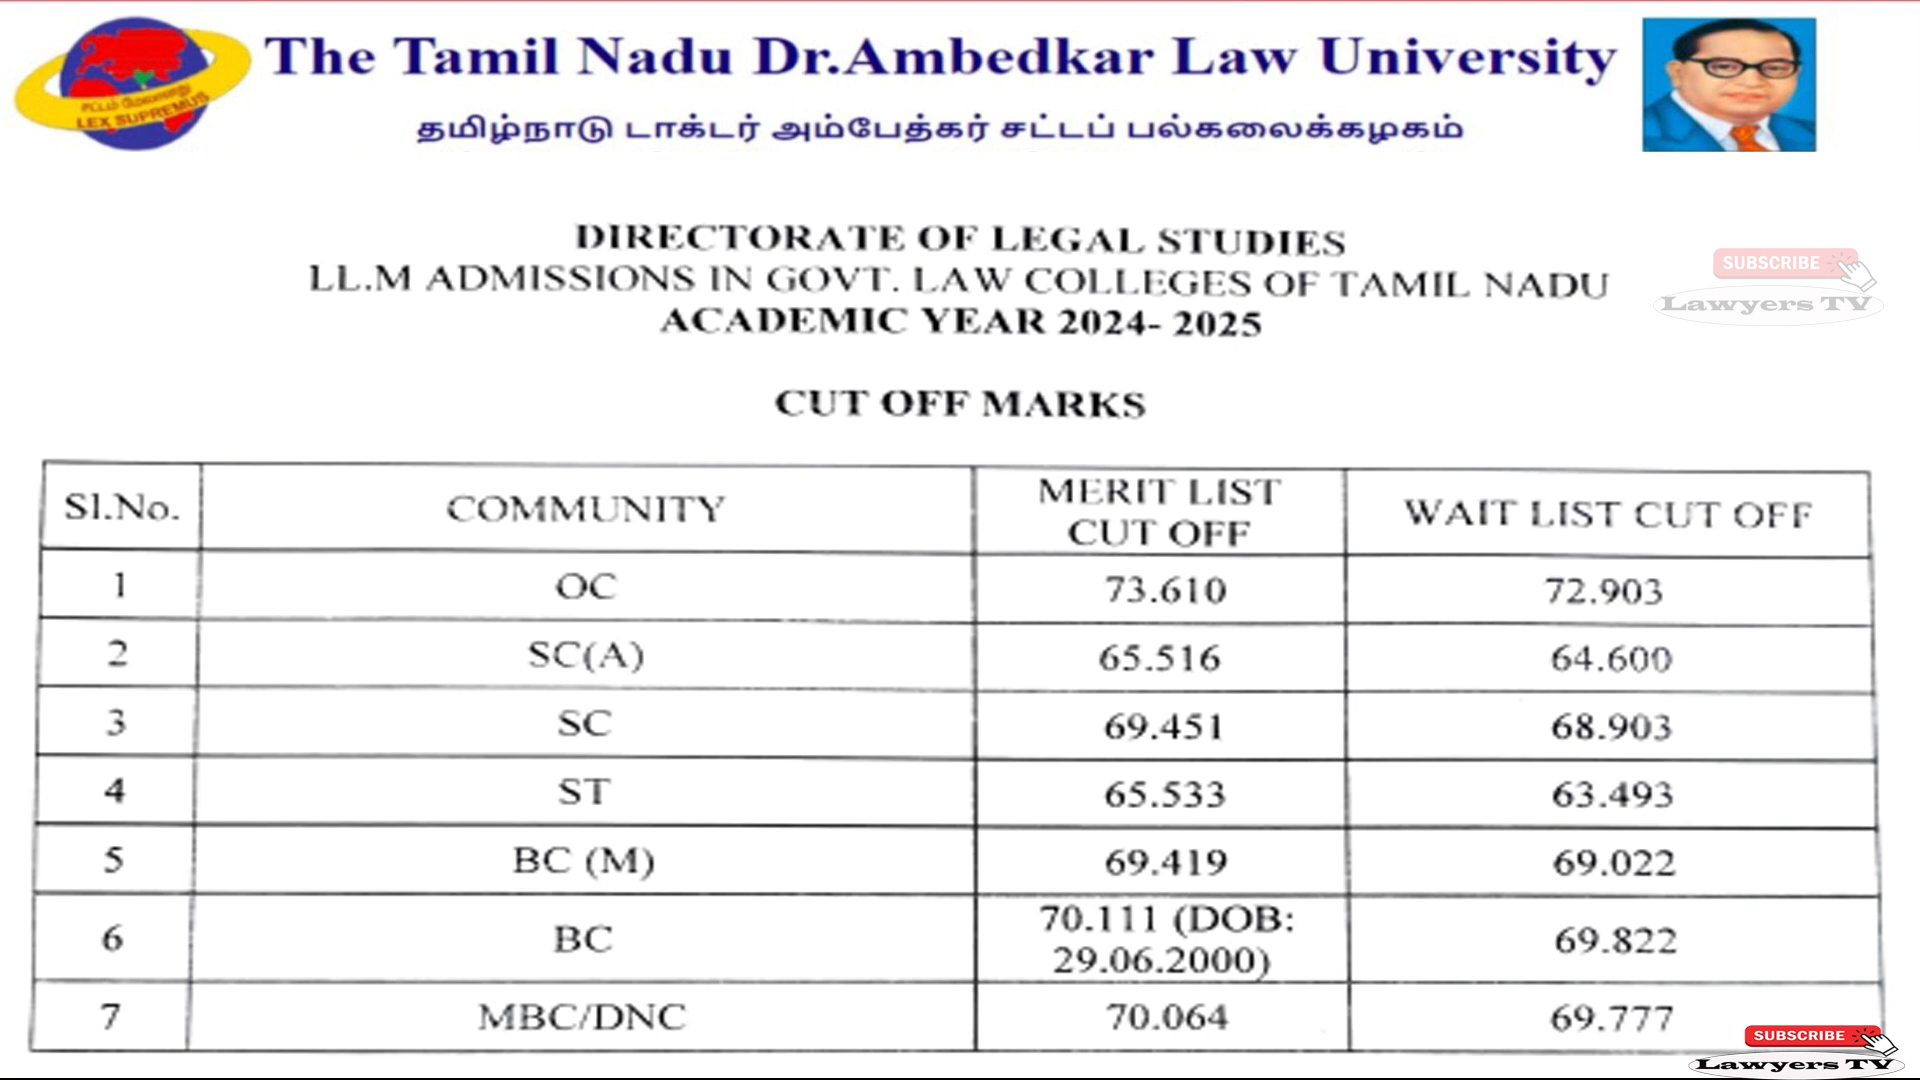 The Tamil Nadu Dr.Ambedkar Law University
தமிழ்நாடு டாக்டர் அம்பேத்கர் சட்டப் பல்கலைக்கழகம்
சட்டம் மேலானது
LEX SUPREMUS
DIRECTORATE OF LEGAL STUDIES
LL.M ADMISSIONS IN GOVT. LAW COLLEGES OF TAMIL NADU
ACADEMIC YEAR 2024- 2025
SUBSCRIBE
Lawyers TV
CUT OFF MARKS
Sl.No. COMMUNITY MERIT LIST CUT OFF WAIT LIST CUT OFF
1 OC 73.610 72.903
2 SC(A) 65.516 64.600
3 SC 69.451 68.903
4 ST 65.533 63.493
5 BC (M) 69.419 69.022
6 BC 70.111 (DOB: 29.06.2000) 69.822
7 MBC/DNC 70.064 69.777
SUBSCRIBE
Lawyers TV